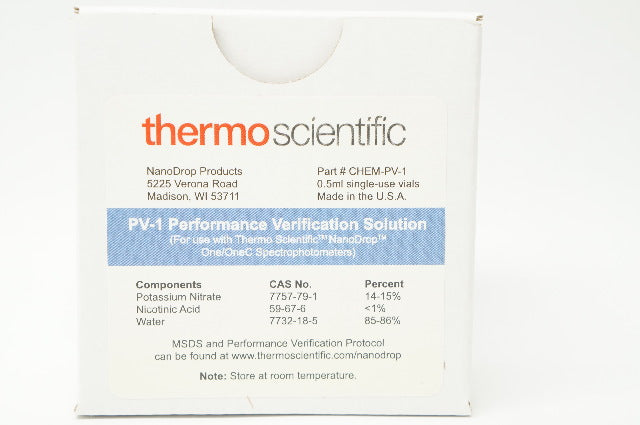 thermo scientific
NanoDrop Products
5225 Verona Road
Madison, WI 53711
Part # CHEM-PV-1
0.5ml single-use vials
Made in the U.S.A.
PV-1 Performance Verification Solution
(For use with Thermo Scientific™ NanoDrop™
One/OneC Spectrophotometers)
Components CAS No. Percent
Potassium Nitrate 7757-79-1 14-15%
Nicotinic Acid 59-67-6 <1%
Water 7732-18-5 85-86%
MSDS and Performance Verification Protocol
can be found at www.thermoscientific.com/nanodrop
Note: Store at room temperature.